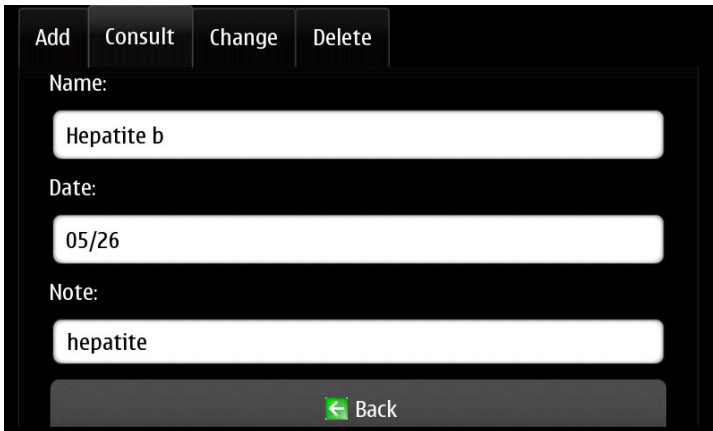 Add Consult Change Delete
Name:
Hepatite b
Date:
05/26
Note:
hepatite
Back